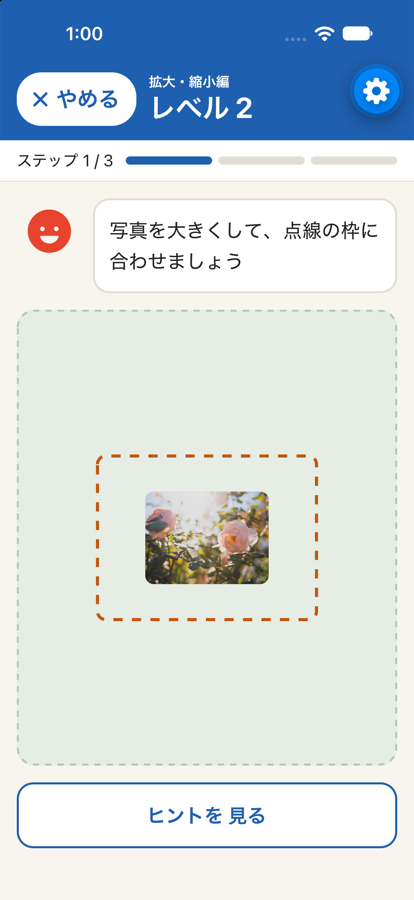 1:00
やめる
拡大・縮小編
レベル 2
ステップ 1 / 3
写真を大きくして、点線の枠に
合わせましょう
ヒントを 見る